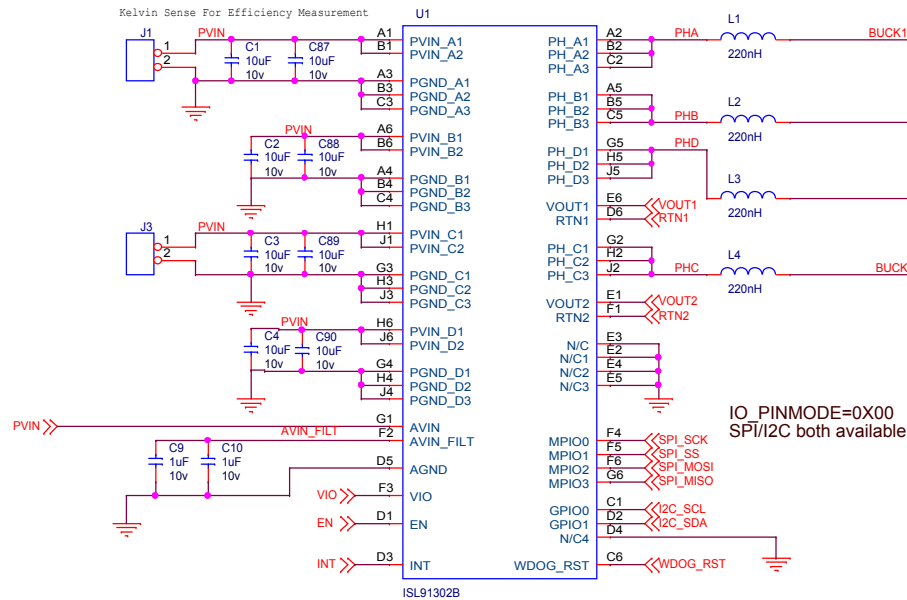 Kelvin Sense For Efficiency Measurement
U1
J1
1
2
PVIN
C1
10uF
10v
C87
10uF
10v
A1
B1
PVIN_A1
PVIN_A2
A3
B3
C3
PGND_A1
PGND_A2
PGND_A3
PVIN
C2
10uF
10v
C88
10uF
10v
A6
B6
PVIN_B1
PVIN_B2
A4
B4
C4
PGND_B1
PGND_B2
PGND_B3
J3
1
2
PVIN
C3
10uF
10v
C89
10uF
10v
H1
J1
PVIN_C1
PVIN_C2
G3
H3
J3
PGND_C1
PGND_C2
PGND_C3
PVIN
C4
10uF
10v
C90
10uF
10v
H6
J6
PVIN_D1
PVIN_D2
G4
H4
J4
PGND_D1
PGND_D2
PGND_D3
PVIN
G1
AVIN
AVIN_FILT
F2
AVIN_FILT
C9
1uF
10v
C10
1uF
10v
D5
AGND
VIO
F3
VIO
EN
D1
EN
INT
D3
INT
ISL91302B
PH_A1
PH_A2
PH_A3
A2
B2
C2
PHA
L1
220nH
BUCK1
PH_B1
PH_B2
PH_B3
A5
B5
C5
PHB
L2
220nH
PH_D1
PH_D2
PH_D3
G5
H5
J5
PHD
L3
220nH
VOUT1
E6
VOUT1
RTN1
D6
RTN1
PH_C1
PH_C2
PH_C3
G2
H2
J2
PHC
L4
220nH
BUCK
VOUT2
E1
VOUT2
RTN2
F1
RTN2
N/C
E3
N/C1
E2
N/C2
E4
N/C3
E5
IO_PINMODE=0X00
SPI/I2C both available
MPIO0
F4
SPI_SCK
MPIO1
F5
SPI_SS
MPIO2
F6
SPI_MOSI
MPIO3
G6
SPI_MISO
GPIO0
C1
I2C_SCL
GPIO1
D2
I2C_SDA
N/C4
D4
WDOG_RST
C6
WDOG_RST